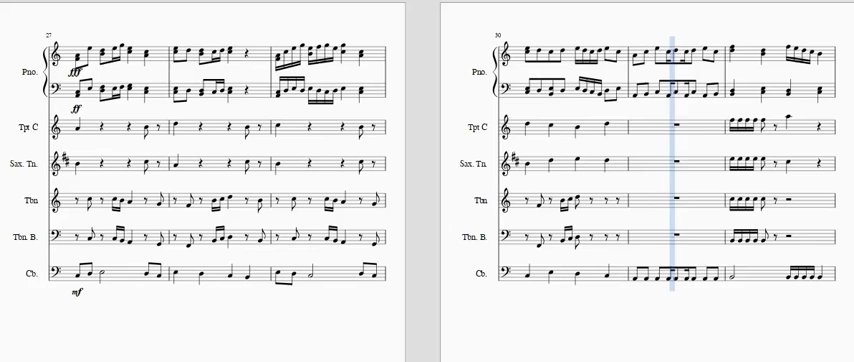 27
Pno.
fff
ff
Tpt C
Sax. Tn.
Tbn
Tbn. B.
Cb.
mf
30
Pno.
Tpt C
Sax. Tn.
Tbn
Tbn. B.
Cb.